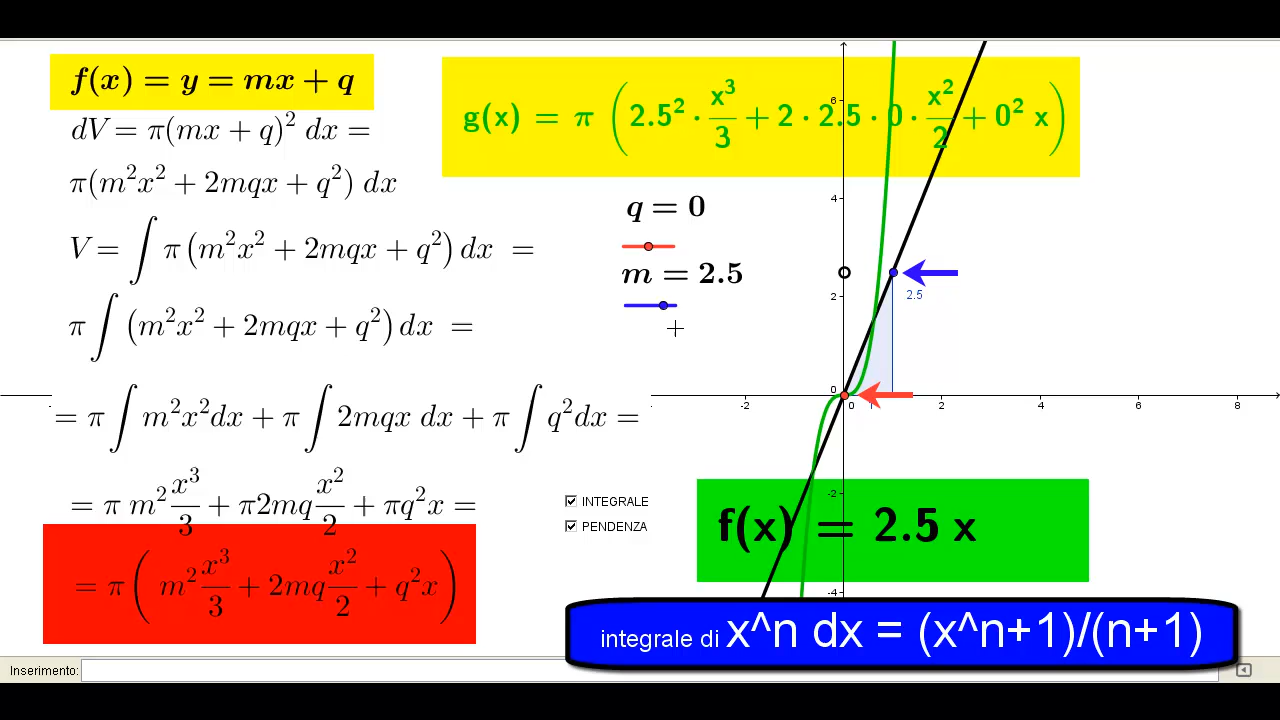 f(x) = y = mx + q
dV = π(mx + q)² dx =
π(m²x² + 2mqx + q²) dx
V = ∫ π(m²x² + 2mqx + q²) dx =
π ∫ (m²x² + 2mqx + q²) dx =
= π ∫ m²x²dx + π ∫ 2mqx dx + π ∫ q²dx =
= π m² x³/3 + π2mq x²/2 + πq²x =
= π ( m² x³/3 + 2mq x²/2 + q²x )
g(x) = π (2.5² · x³/3 + 2 · 2.5 · 0 · x²/2 + 0² x)
q = 0
m = 2.5
6
4
2
0
-2
-4
-2
0
2
4
6
8
2.5
1
INTEGRALE
PENDENZA
f(x) = 2.5 x
integrale di x^n dx = (x^n+1)/(n+1)
Inserimento: